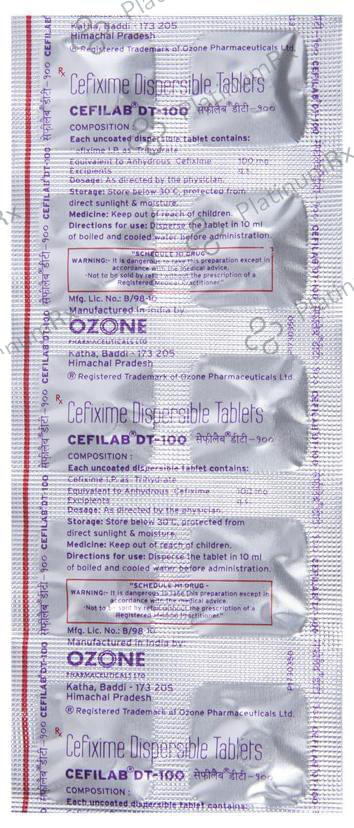 Katha, Baddi - 173 205
Himachal Pradesh
® Registered Trademark of Ozone Pharmaceuticals Ltd.
Rx
Cefixime Dispersible Tablets
CEFILAB® DT-100 सेफीलैब® डीटी-१००
COMPOSITION :
Each uncoated dispersible tablet contains:
Cefixime I.P. as Trihydrate
Equivalent to Anhydrous Cefixime 100 mg
Excipients q.s.
Dosage: As directed by the physician.
Storage: Store below 30°C, protected from
direct sunlight & moisture.
Medicine: Keep out of reach of children.
Directions for use: Disperse the tablet in 10 ml
of boiled and cooled water before administration.
"SCHEDULE H1 DRUG -
WARNING:- It is dangerous to take this preparation except in
accordance with the medical advice.
-Not to be sold by retail without the prescription of a
Registered Medical Practitioner."
Mfg. Lic. No.: B/98-10
Manufactured in India by:
OZONE
PHARMACEUTICALS LTD
Katha, Baddi - 173 205
Himachal Pradesh
® Registered Trademark of Ozone Pharmaceuticals Ltd.
Rx
Cefixime Dispersible Tablets
CEFILAB® DT-100 सेफीलैब® डीटी-१००
COMPOSITION :
Each uncoated dispersible tablet contains:
Cefixime I.P. as Trihydrate
Equivalent to Anhydrous Cefixime 100 mg
Excipients q.s.
Dosage: As directed by the physician.
Storage: Store below 30°C, protected from
direct sunlight & moisture.
Medicine: Keep out of reach of children.
Directions for use: Disperse the tablet in 10 ml
of boiled and cooled water before administration.
"SCHEDULE H1 DRUG -
WARNING:- It is dangerous to take this preparation except in
accordance with the medical advice.
-Not to be sold by retail without the prescription of a
Registered Medical Practitioner."
Mfg. Lic. No.: B/98-10
Manufactured in India by:
OZONE
PHARMACEUTICALS LTD
Katha, Baddi - 173 205
Himachal Pradesh
® Registered Trademark of Ozone Pharmaceuticals Ltd.
Rx
Cefixime Dispersible Tablets
CEFILAB® DT-100 सेफीलैब® डीटी-१००
COMPOSITION :
Each uncoated dispersible tablet contains:
CEFILAB® DT-100 सेफीलैब® डीटी-१००
PlatinumRx